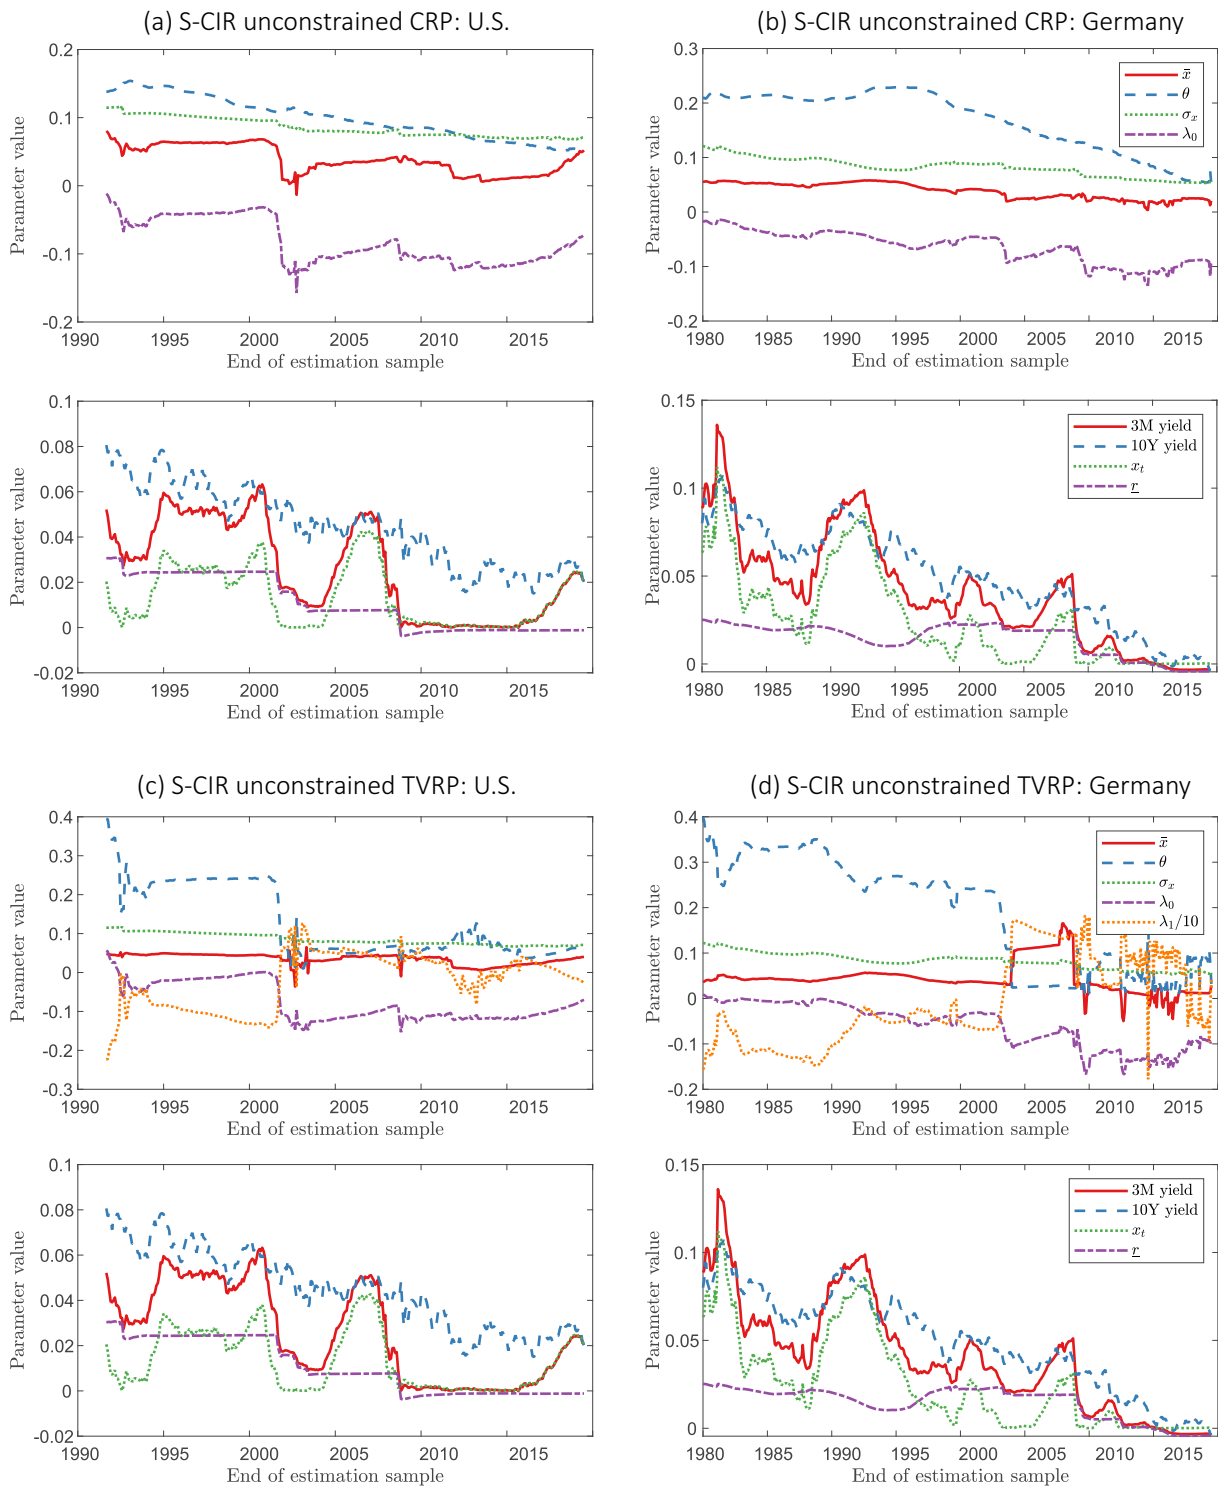 (a) S-CIR unconstrained CRP: U.S.
0.2
0.1
0
-0.1
-0.2
Parameter value
1990 1995 2000 2005 2010 2015
End of estimation sample
0.1
0.08
0.06
0.04
0.02
0
-0.02
Parameter value
1990 1995 2000 2005 2010 2015
End of estimation sample
(b) S-CIR unconstrained CRP: Germany
0.3
0.2
0.1
0
-0.1
-0.2
Parameter value
x̄
θ
σₓ
λ₀
1980 1985 1990 1995 2000 2005 2010 2015
End of estimation sample
0.15
0.1
0.05
0
Parameter value
3M yield
10Y yield
xₜ
r̲
1980 1985 1990 1995 2000 2005 2010 2015
End of estimation sample
(c) S-CIR unconstrained TVRP: U.S.
0.4
0.3
0.2
0.1
0
-0.1
-0.2
-0.3
Parameter value
1990 1995 2000 2005 2010 2015
End of estimation sample
0.1
0.08
0.06
0.04
0.02
0
-0.02
Parameter value
1990 1995 2000 2005 2010 2015
End of estimation sample
(d) S-CIR unconstrained TVRP: Germany
0.4
0.3
0.2
0.1
0
-0.1
-0.2
Parameter value
x̄
θ
σₓ
λ₀
λ₁/10
1980 1985 1990 1995 2000 2005 2010 2015
End of estimation sample
0.15
0.1
0.05
0
Parameter value
3M yield
10Y yield
xₜ
r̲
1980 1985 1990 1995 2000 2005 2010 2015
End of estimation sample